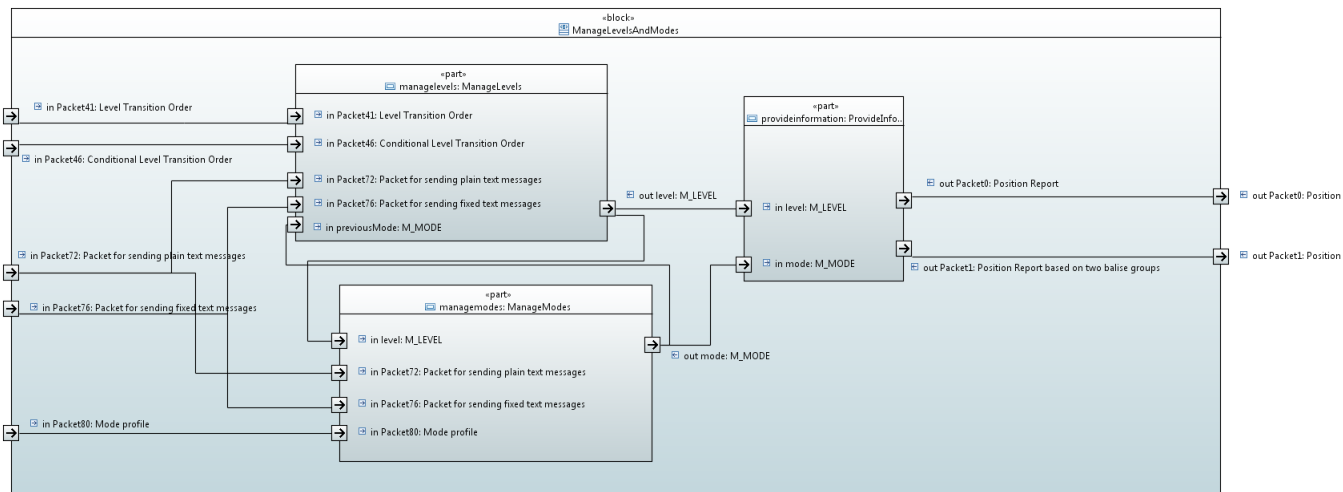 «block»
ManageLevelsAndModes
«part»
managelevels: ManageLevels
in Packet41: Level Transition Order
in Packet41: Level Transition Order
in Packet46: Conditional Level Transition Order
in Packet46: Conditional Level Transition Order
in Packet72: Packet for sending plain text messages
in Packet76: Packet for sending fixed text messages
in previousMode: M_MODE
out level: M_LEVEL
«part»
provideinformation: ProvideInfo..
in level: M_LEVEL
in mode: M_MODE
out Packet0: Position Report
out Packet0: Position
out Packet1: Position
out Packet1: Position Report based on two balise groups
in Packet72: Packet for sending plain text messages
in Packet76: Packet for sending fixed text messages
«part»
managemodes: ManageModes
in level: M_LEVEL
out mode: M_MODE
in Packet72: Packet for sending plain text messages
in Packet76: Packet for sending fixed text messages
in Packet80: Mode profile
in Packet80: Mode profile